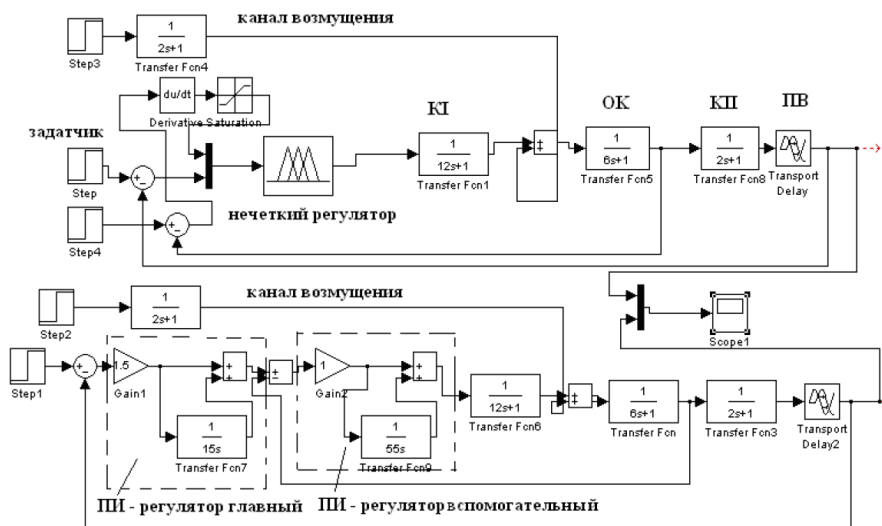 канал возмущения
1
2s+1
Step3
Transfer Fcn4
du/dt
Derivative Saturation
задатчик
Step
Step4
нечеткий регулятор
К1
1
12s+1
Transfer Fcn1
ОК
1
6s+1
Transfer Fcn5
КП
1
2s+1
Transfer Fcn8
ПВ
Transport
Delay
Scope1
канал возмущения
Step2
1
2s+1
Step1
1.5
Gain1
1
15s
Transfer Fcn7
1
Gain2
1
55s
Transfer Fcn9
1
12s+1
Transfer Fcn6
1
6s+1
Transfer Fcn
1
2s+1
Transfer Fcn3
Transport
Delay2
ПИ - регулятор главный
ПИ - регулятор вспомогательный